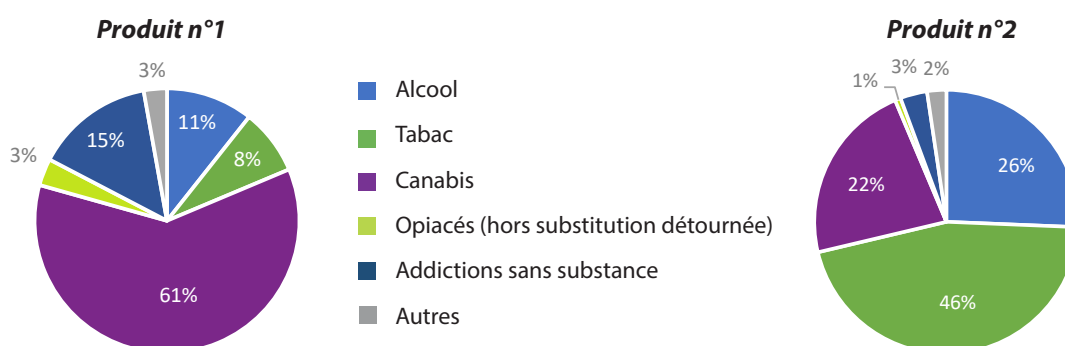 Produit n°1
3%
11%
8%
15%
3%
61%
Alcool
Tabac
Canabis
Opiacés (hors substitution détournée)
Addictions sans substance
Autres
Produit n°2
1%
3%
2%
26%
22%
46%